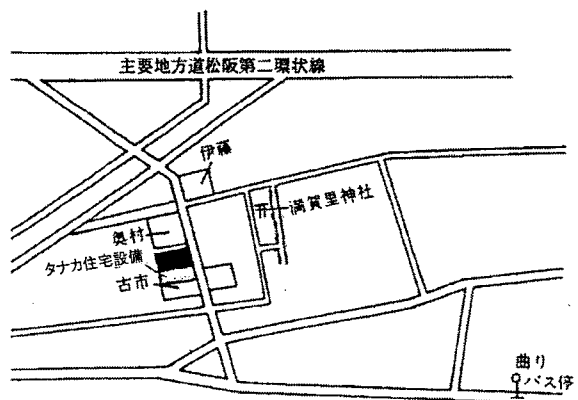 主要地方道松阪第二環状線
伊藤
満賀里神社
奥村
タナカ住宅設備
古市
曲り
バス停